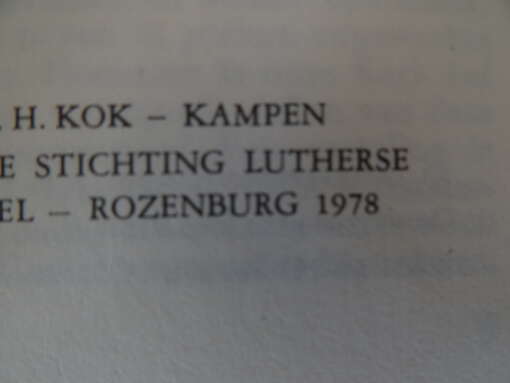 . H. KOK – KAMPEN
E STICHTING LUTHERSE
EL – ROZENBURG 1978